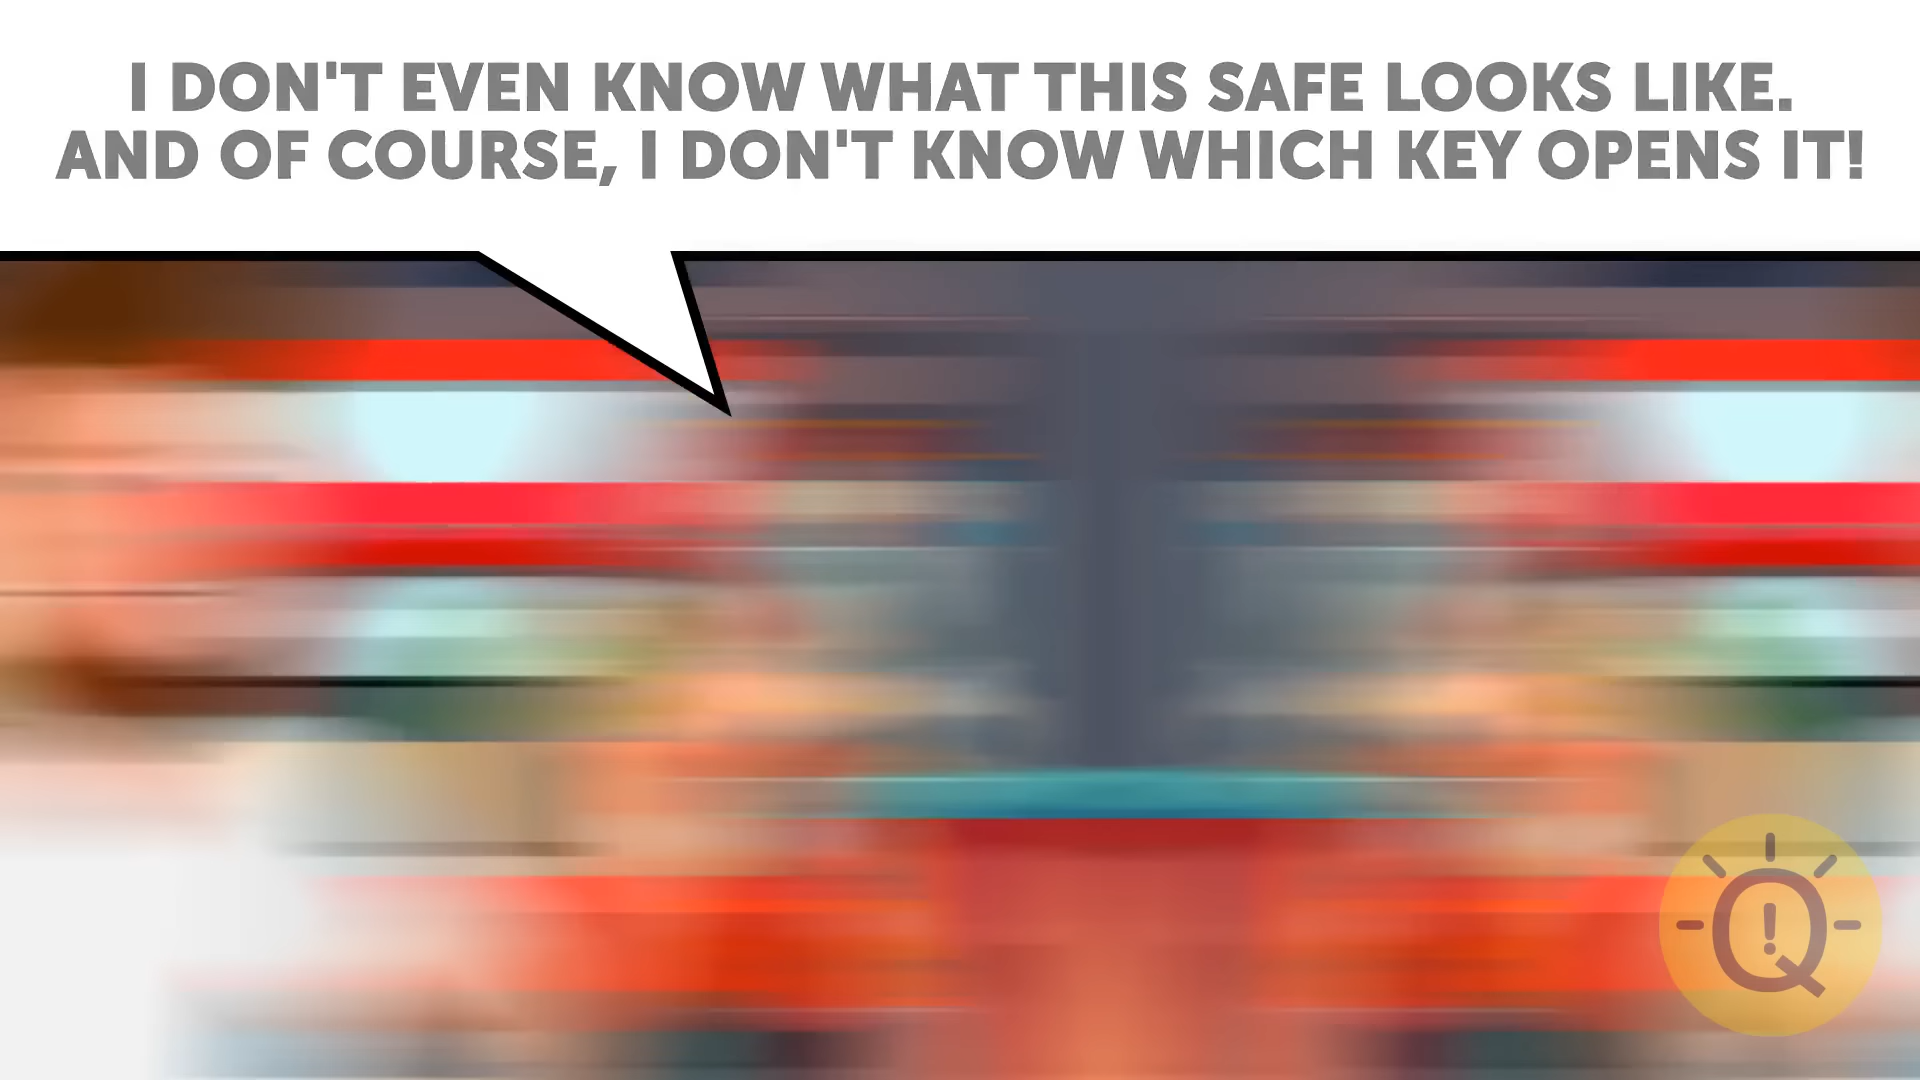 I DON'T EVEN KNOW WHAT THIS SAFE LOOKS LIKE.
AND OF COURSE, I DON'T KNOW WHICH KEY OPENS IT!
Q!